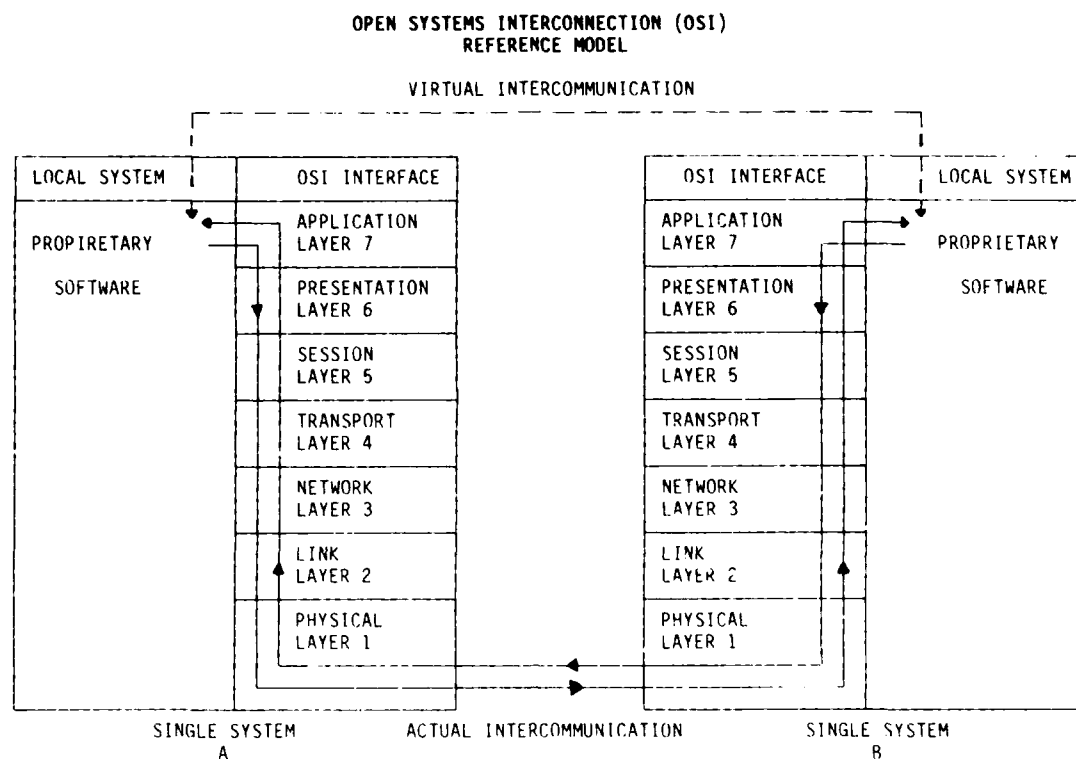 OPEN SYSTEMS INTERCONNECTION (OSI)
REFERENCE MODEL
VIRTUAL INTERCOMMUNICATION
LOCAL SYSTEM
OSI INTERFACE
PROPIRETARY
SOFTWARE
APPLICATION
LAYER 7
PRESENTATION
LAYER 6
SESSION
LAYER 5
TRANSPORT
LAYER 4
NETWORK
LAYER 3
LINK
LAYER 2
PHYSICAL
LAYER 1
OSI INTERFACE
LOCAL SYSTEM
APPLICATION
LAYER 7
PRESENTATION
LAYER 6
SESSION
LAYER 5
TRANSPORT
LAYER 4
NETWORK
LAYER 3
LINK
LAYER 2
PHYSICAL
LAYER 1
PROPRIETARY
SOFTWARE
SINGLE SYSTEM
A
ACTUAL INTERCOMMUNICATION
SINGLE SYSTEM
B